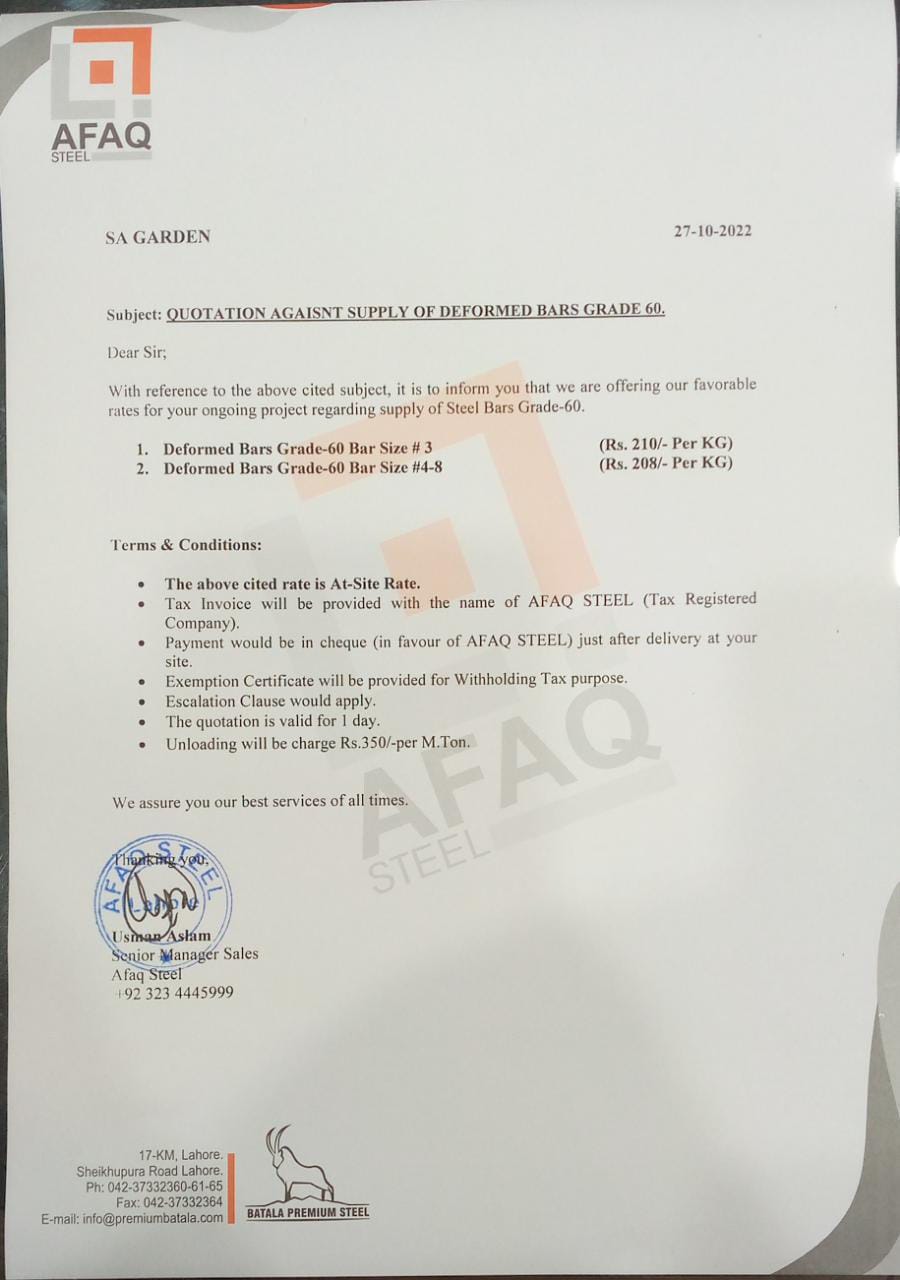 AFAQ
STEEL
SA GARDEN
27-10-2022
Subject: QUOTATION AGAISNT SUPPLY OF DEFORMED BARS GRADE 60.
Dear Sir;
With reference to the above cited subject, it is to inform you that we are offering our favorable
rates for your ongoing project regarding supply of Steel Bars Grade-60.
1. Deformed Bars Grade-60 Bar Size # 3 (Rs. 210/- Per KG)
2. Deformed Bars Grade-60 Bar Size #4-8 (Rs. 208/- Per KG)
Terms & Conditions:
• The above cited rate is At-Site Rate.
• Tax Invoice will be provided with the name of AFAQ STEEL (Tax Registered
Company).
• Payment would be in cheque (in favour of AFAQ STEEL) just after delivery at your
site.
• Exemption Certificate will be provided for Withholding Tax purpose.
• Escalation Clause would apply.
• The quotation is valid for 1 day.
• Unloading will be charge Rs.350/-per M.Ton.
AFAQ
STEEL
We assure you our best services of all times.
Thanking you,
AFAQ STEEL
Lahore
Usman Aslam
Senior Manager Sales
Afaq Steel
+92 323 4445999
17-KM, Lahore.
Sheikhupura Road Lahore.
Ph: 042-37332360-61-65
Fax: 042-37332364
E-mail: info@premiumbatala.com
BATALA PREMIUM STEEL